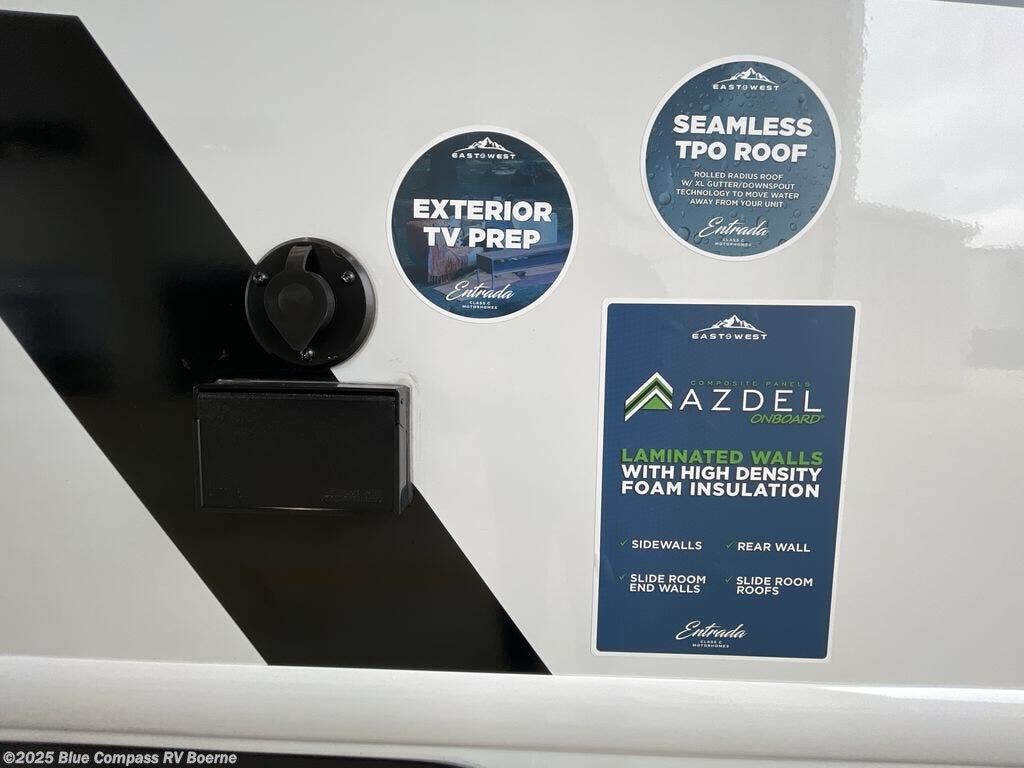 EAST TO WEST
EXTERIOR
TV PREP
Entrada
CLASS C
MOTORHOMES
EAST TO WEST
SEAMLESS
TPO ROOF
ROLLED RADIUS ROOF
W/ XL GUTTER/DOWNSPOUT
TECHNOLOGY TO MOVE WATER
AWAY FROM YOUR UNIT
Entrada
CLASS C
MOTORHOMES
EAST TO WEST
COMPOSITE PANELS
AZDEL
ONBOARD®
LAMINATED WALLS
WITH HIGH DENSITY
FOAM INSULATION
✓ SIDEWALLS
✓ REAR WALL
✓ SLIDE ROOM
END WALLS
✓ SLIDE ROOM
ROOFS
Entrada
CLASS C
MOTORHOMES
©2025 Blue Compass RV Boerne